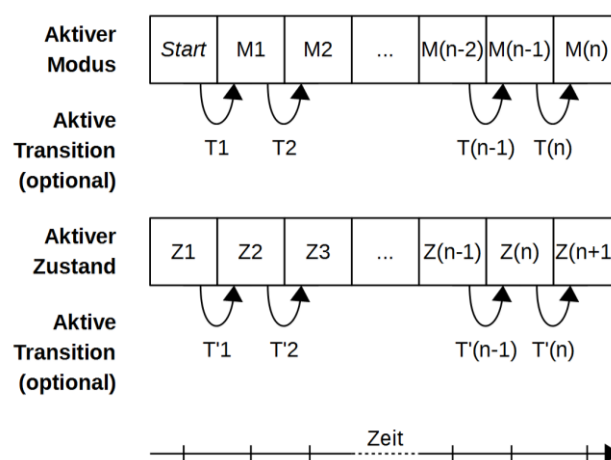 Aktiver
Modus
Start M1 M2 ... M(n-2) M(n-1) M(n)
Aktive
Transition
(optional)
T1 T2 T(n-1) T(n)
Aktiver
Zustand
Z1 Z2 Z3 ... Z(n-1) Z(n) Z(n+1
Aktive
Transition
(optional)
T'1 T'2 T'(n-1) T'(n)
Zeit